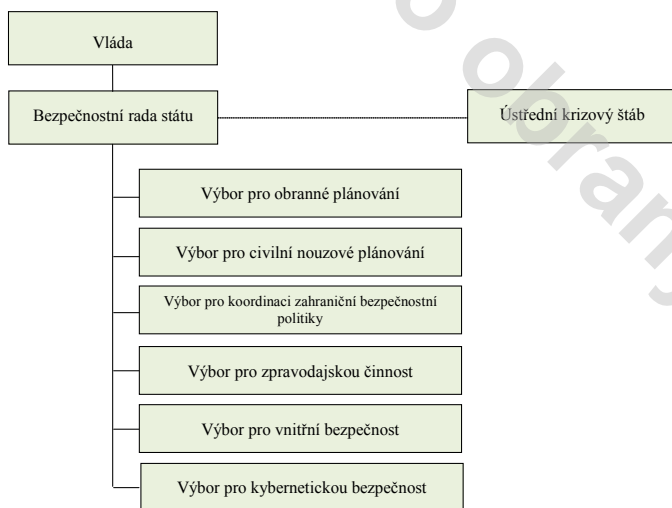 Vláda
Bezpečnostní rada státu
Ústřední krizový štáb
Výbor pro obranné plánování
Výbor pro civilní nouzové plánování
Výbor pro koordinaci zahraniční bezpečnostní
politiky
Výbor pro zpravodajskou činnost
Výbor pro vnitřní bezpečnost
Výbor pro kybernetickou bezpečnost